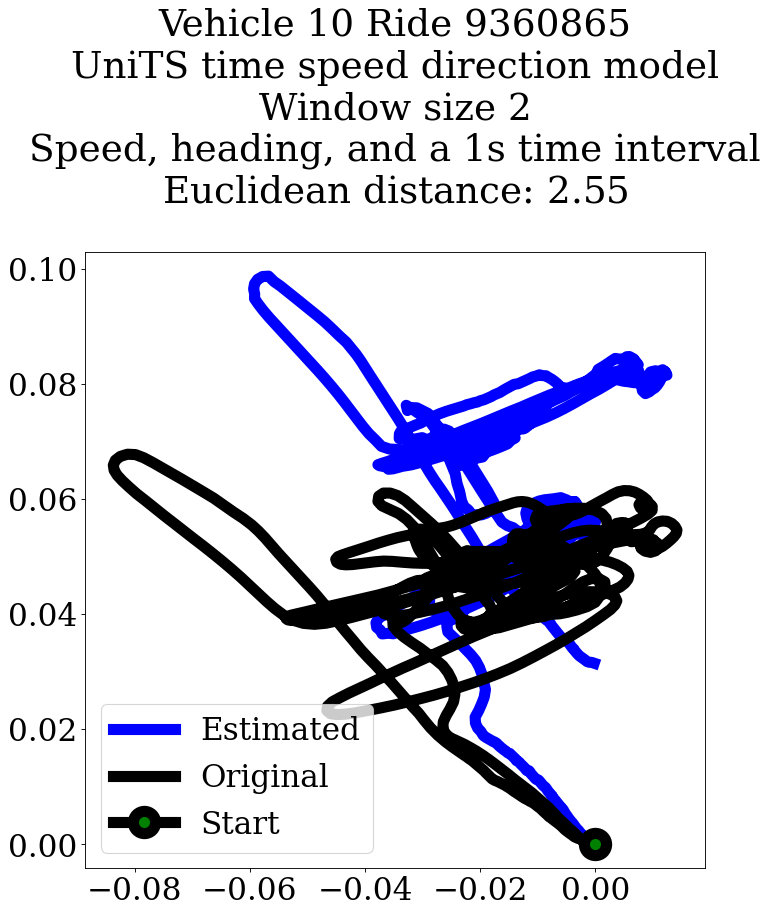 Vehicle 10 Ride 9360865
UniTS time speed direction model
Window size 2
Speed, heading, and a 1s time interval
Euclidean distance: 2.55
0.10
0.08
0.06
0.04
0.02
0.00
Estimated
Original
Start
−0.08 −0.06 −0.04 −0.02 0.00